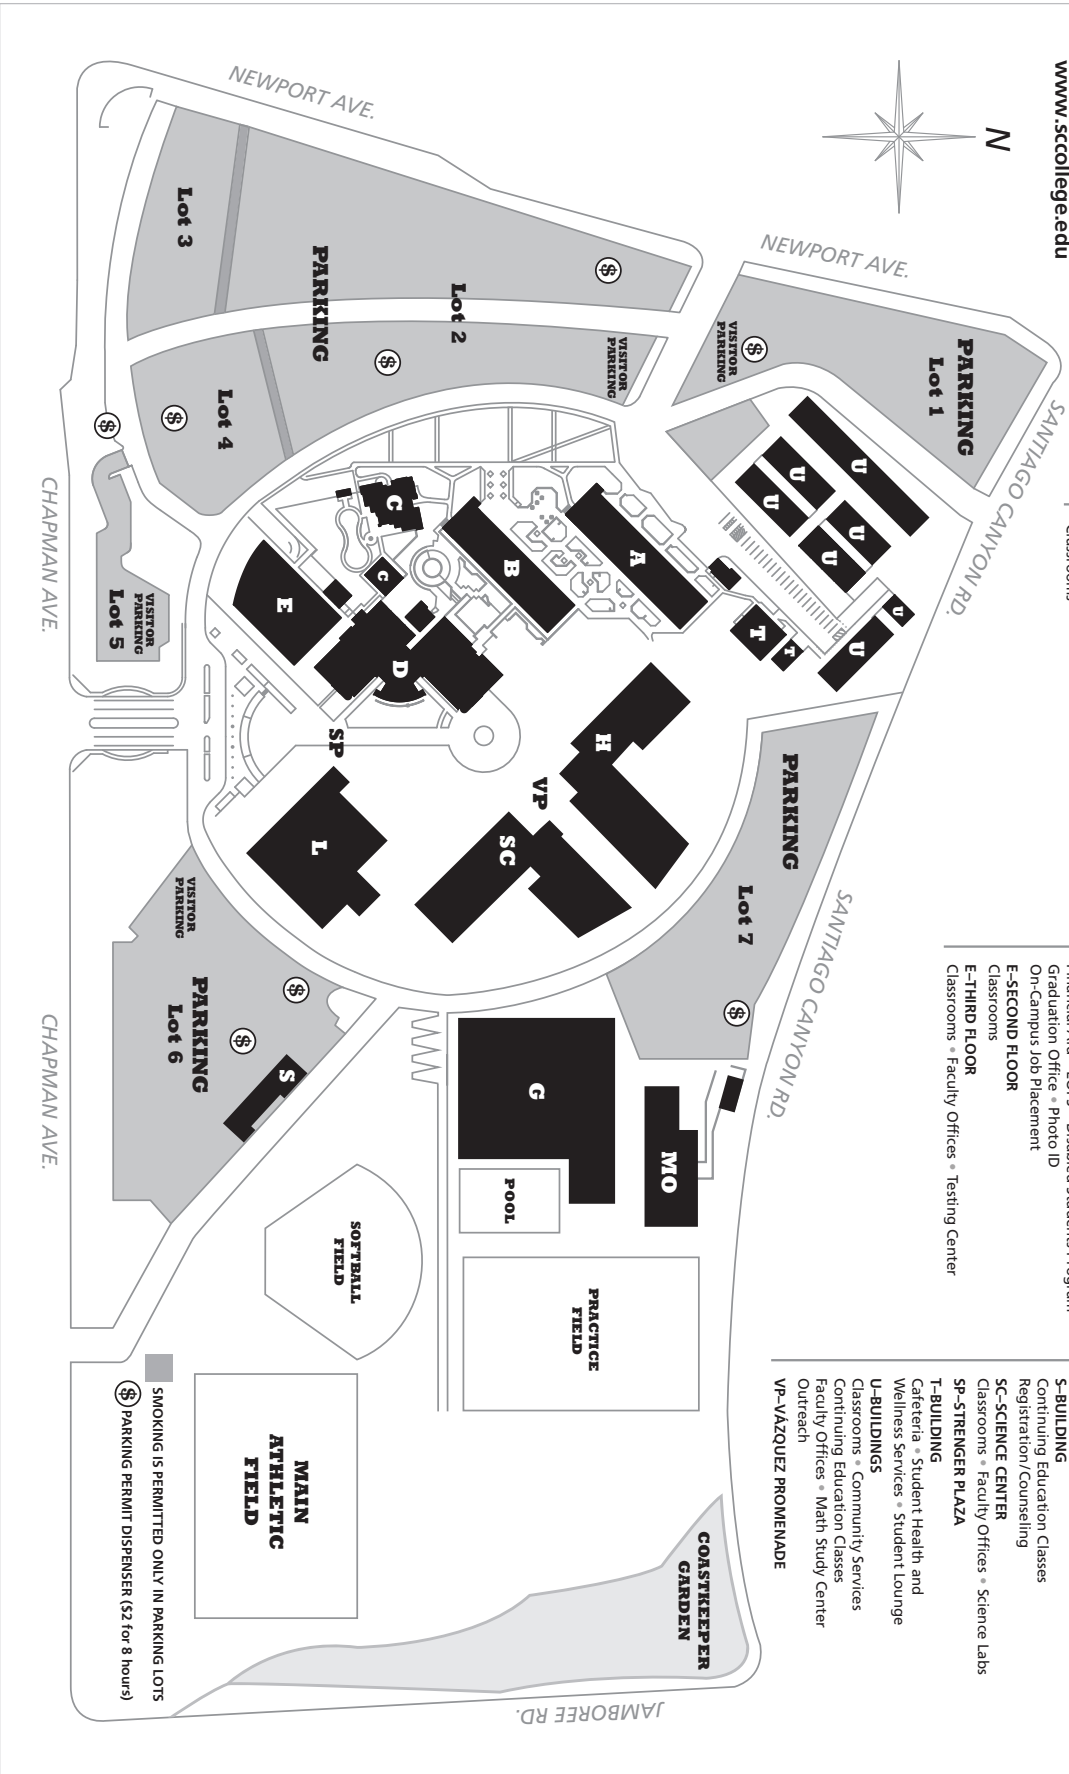 www.sccollege.edu
N
NEWPORT AVE.
NEWPORT AVE.
SANTIAGO CANYON RD.
SANTIAGO CANYON RD.
CHAPMAN AVE.
CHAPMAN AVE.
JAMBOREE RD.
PARKING
Lot 1
VISITOR
PARKING
$
PARKING
Lot 2
VISITOR
PARKING
$
$
Lot 3
Lot 4
$
$
VISITOR
PARKING
Lot 5
VISITOR
PARKING
PARKING
Lot 6
$
$
PARKING
Lot 7
$
U
U
U
U
U
U
U
T
T
A
B
C
C
D
E
H
VP
SC
SP
L
S
G
MO
POOL
SOFTBALL
FIELD
PRACTICE
FIELD
MAIN
ATHLETIC
FIELD
COASTKEEPER
GARDEN
SMOKING IS PERMITTED ONLY IN PARKING LOTS
$ PARKING PERMIT DISPENSER ($2 for 8 hours)
Graduation Office • Photo ID
On-Campus Job Placement
E–SECOND FLOOR
Classrooms
E–THIRD FLOOR
Classrooms • Faculty Offices • Testing Center
S–BUILDING
Continuing Education Classes
Registration/Counseling
SC–SCIENCE CENTER
Classrooms • Faculty Offices • Science Labs
SP–STRENGER PLAZA
T–BUILDING
Cafeteria • Student Health and
Wellness Services • Student Lounge
U–BUILDINGS
Classrooms • Community Services
Continuing Education Classes
Faculty Offices • Math Study Center
Outreach
VP–VÁZQUEZ PROMENADE